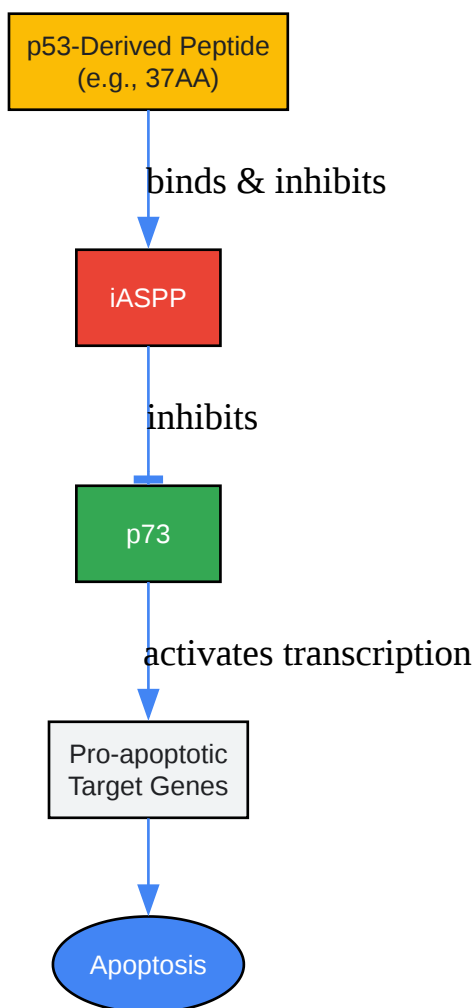 p53-Derived Peptide
(e.g., 37AA)
binds & inhibits
iASPP
inhibits
p73
activates transcription
Pro-apoptotic
Target Genes
Apoptosis